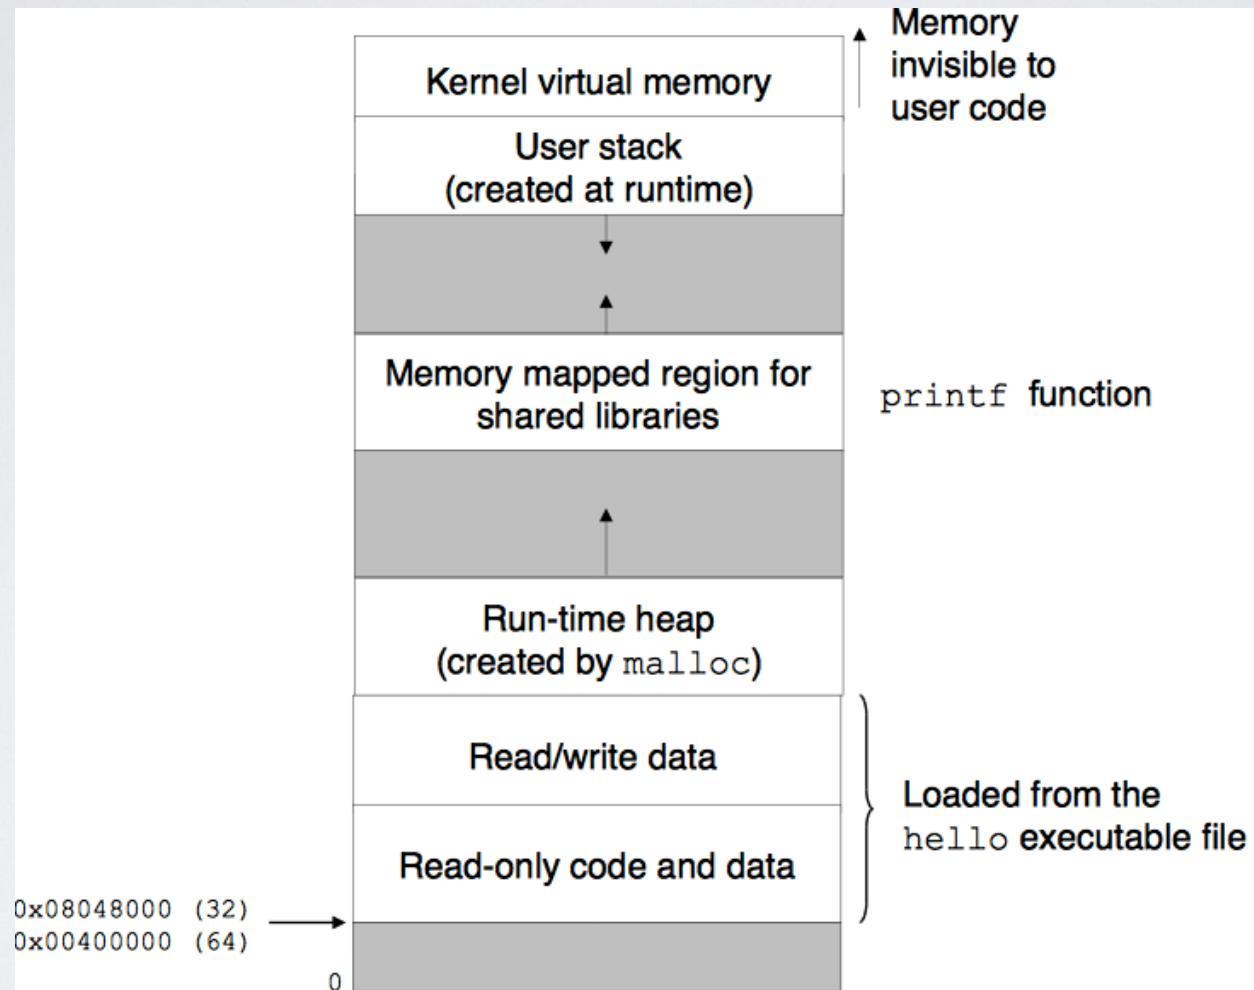 Memory
invisible to
user code
Kernel virtual memory
User stack
(created at runtime)
Memory mapped region for
shared libraries
printf function
Run-time heap
(created by malloc)
Read/write data
Loaded from the
hello executable file
Read-only code and data
0x08048000 (32)
0x00400000 (64)
0